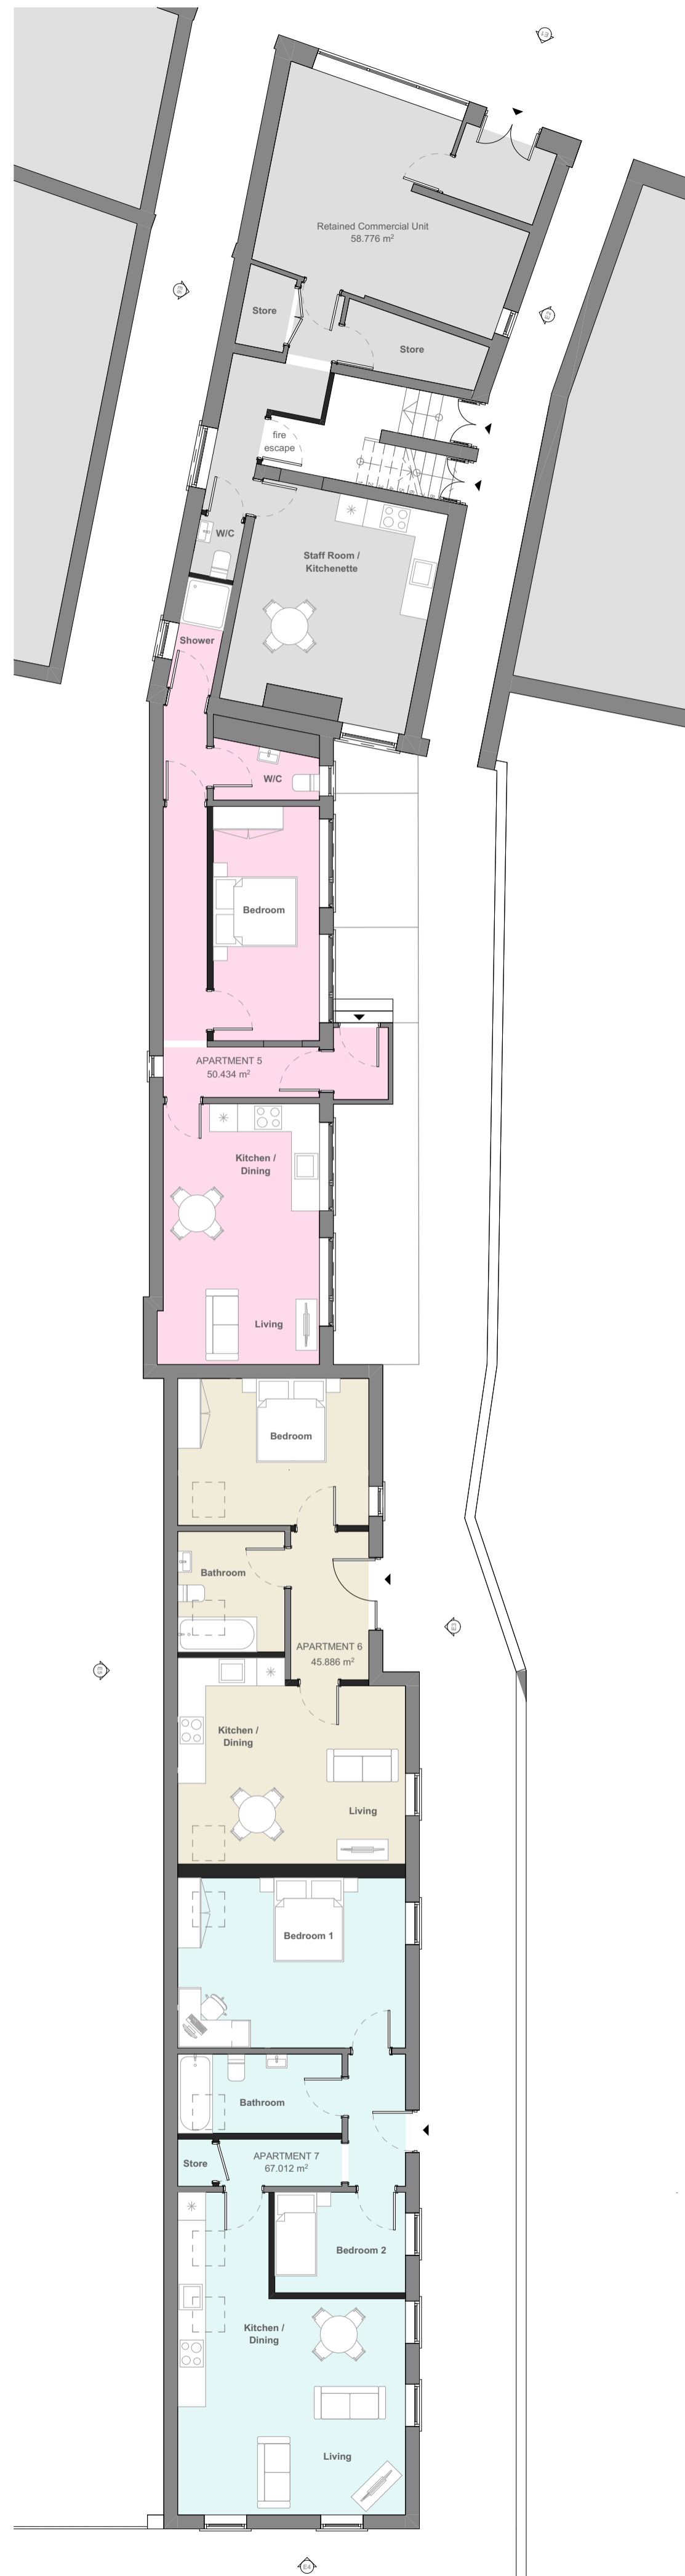 E1
Retained Commercial Unit
58.776 m²
Store
Store
fire
escape
W/C
Staff Room /
Kitchenette
Shower
W/C
Bedroom
APARTMENT 5
50.434 m²
Kitchen /
Dining
Living
Bedroom
Bathroom
APARTMENT 6
45.886 m²
Kitchen /
Dining
Living
Bedroom 1
Bathroom
Store
APARTMENT 7
67.012 m²
Bedroom 2
Kitchen /
Dining
Living
E4